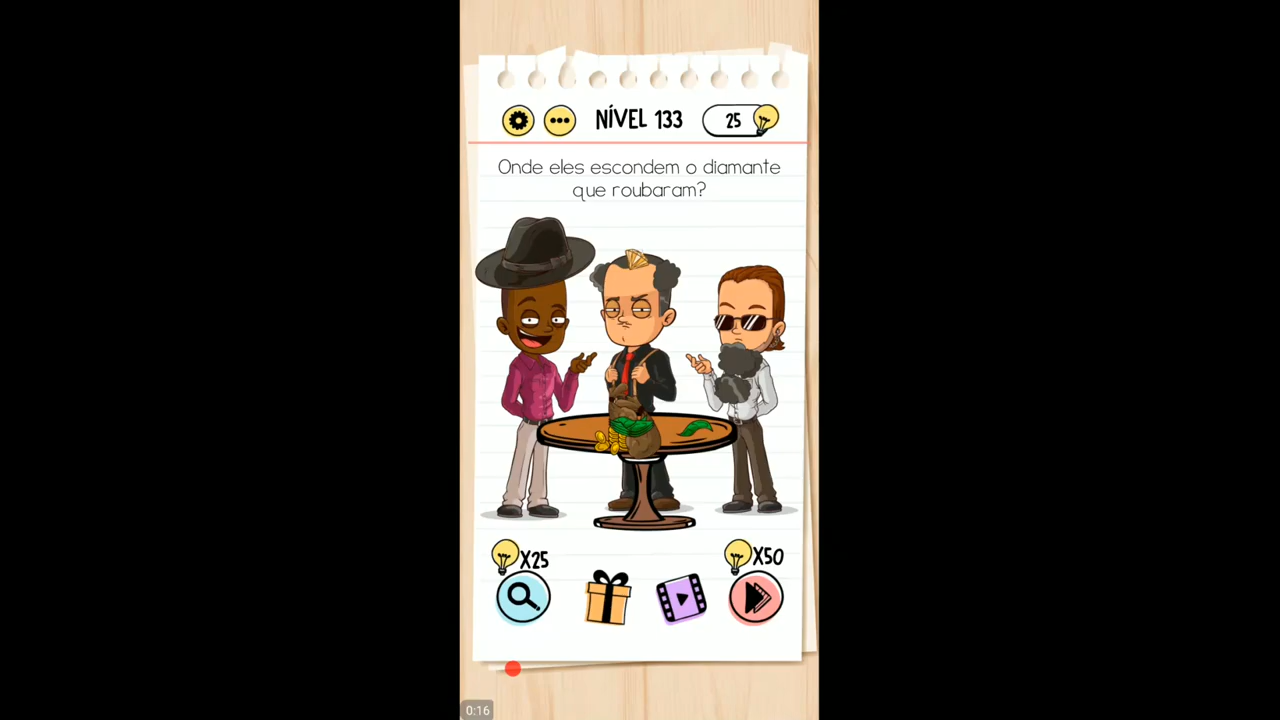 NÍVEL 133
25
Onde eles escondem o diamante
que roubaram?
X25
X50
0:16